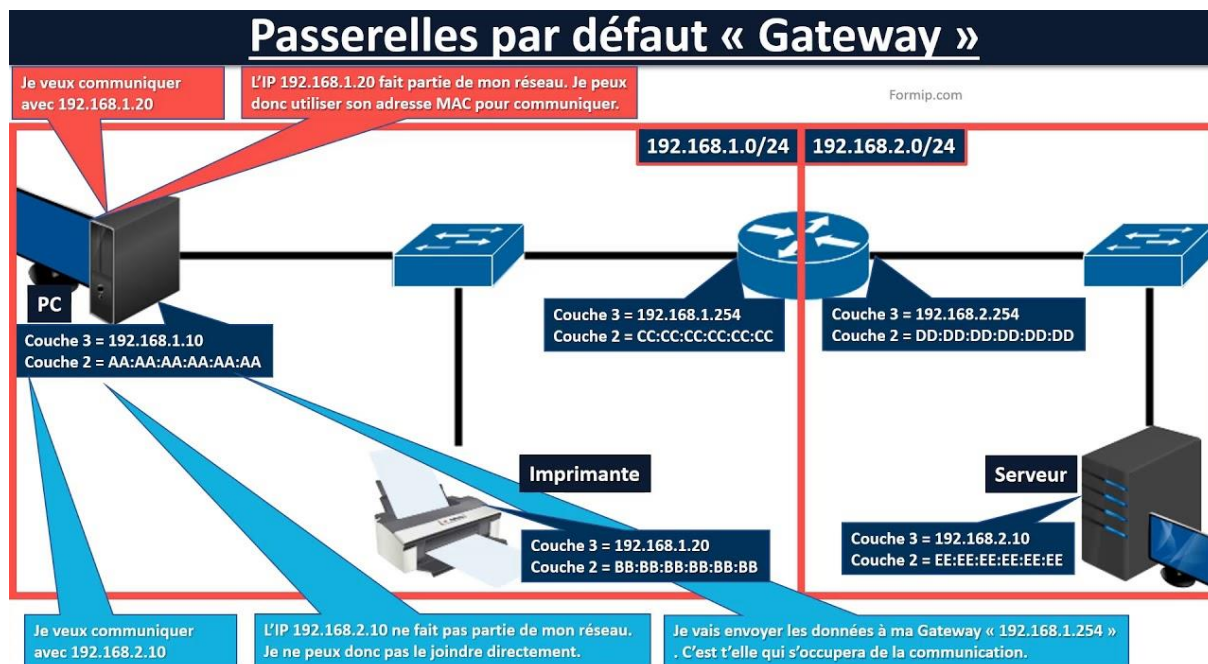 Passerelles par défaut « Gateway »
Je veux communiquer
avec 192.168.1.20
L'IP 192.168.1.20 fait partie de mon réseau. Je peux
donc utiliser son adresse MAC pour communiquer.
Formip.com
192.168.1.0/24
192.168.2.0/24
PC
Couche 3 = 192.168.1.10
Couche 2 = AA:AA:AA:AA:AA:AA
Couche 3 = 192.168.1.254
Couche 2 = CC:CC:CC:CC:CC:CC
Couche 3 = 192.168.2.254
Couche 2 = DD:DD:DD:DD:DD:DD
Imprimante
Couche 3 = 192.168.1.20
Couche 2 = BB:BB:BB:BB:BB:BB
Serveur
Couche 3 = 192.168.2.10
Couche 2 = EE:EE:EE:EE:EE:EE
Je veux communiquer
avec 192.168.2.10
L'IP 192.168.2.10 ne fait pas partie de mon réseau.
Je ne peux donc pas le joindre directement.
Je vais envoyer les données à ma Gateway « 192.168.1.254 »
. C'est t'elle qui s'occupera de la communication.